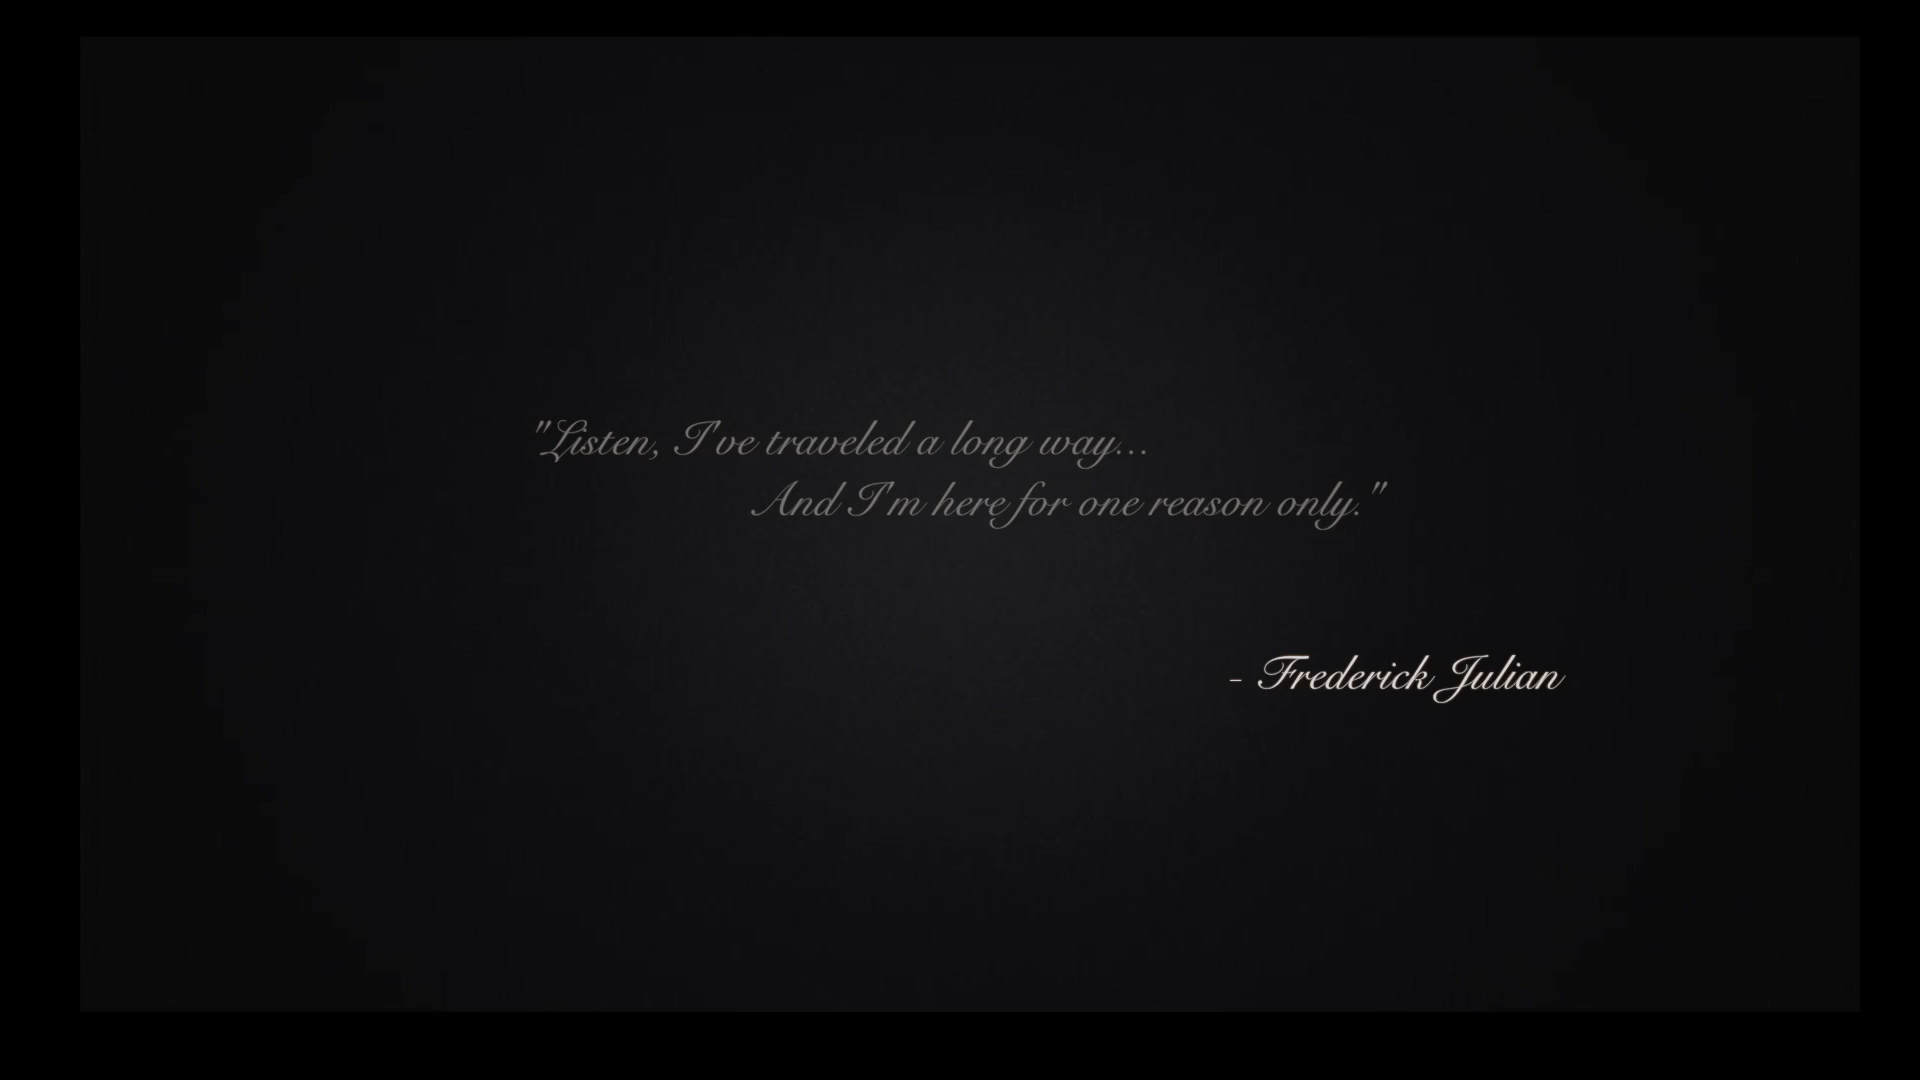 "Listen, I've traveled a long way...
And I'm here for one reason only."
- Frederick Julian